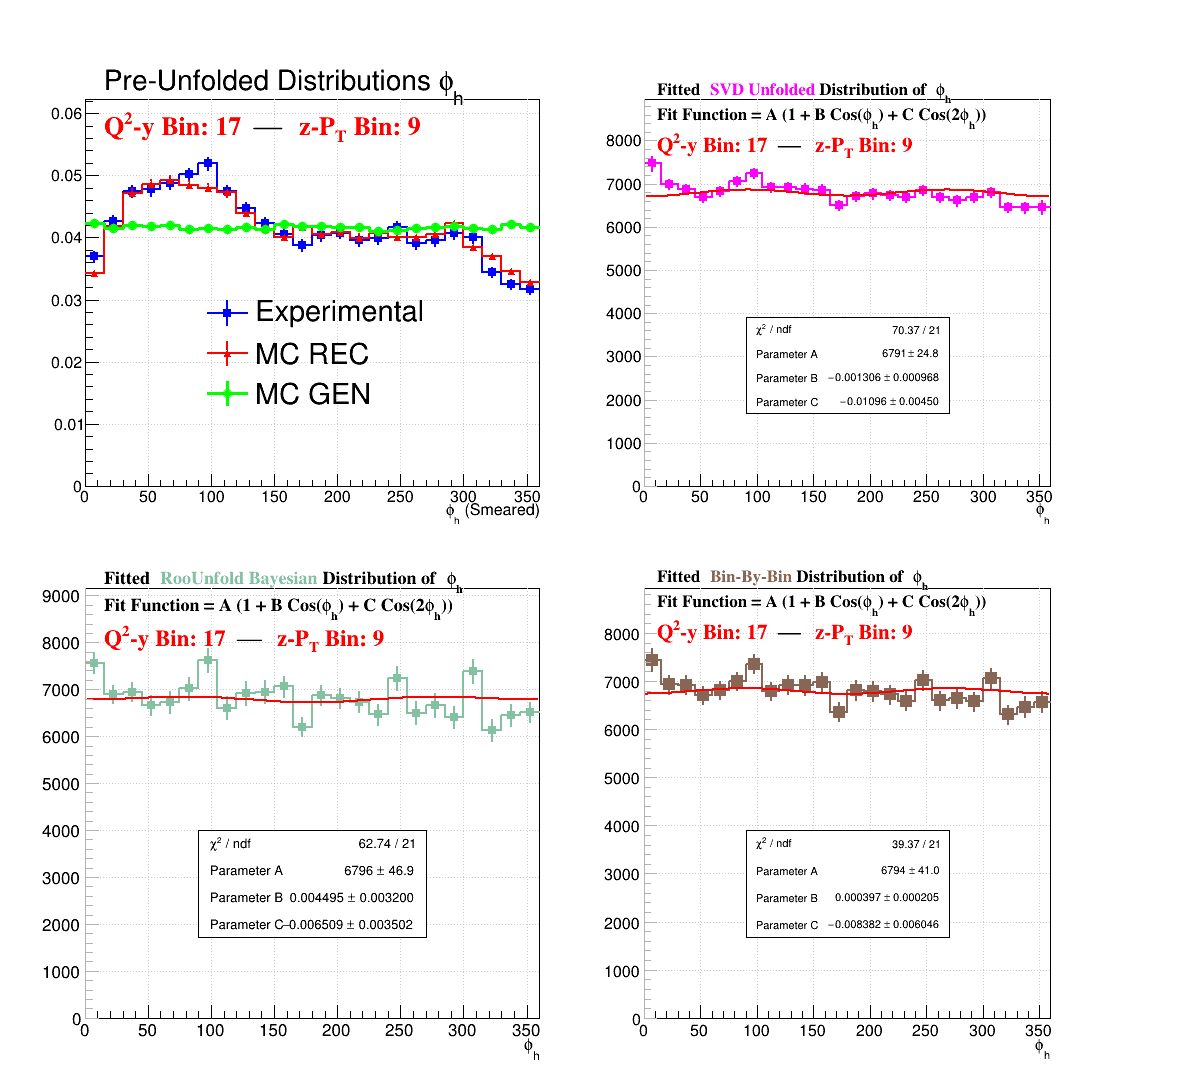 Pre-Unfolded Distributions ϕh
Q²-y Bin: 17 — z-PT Bin: 9
0.06
0.05
0.04
0.03
0.02
0.01
0
Experimental
MC REC
MC GEN
0 50 100 150 200 250 300 350
ϕh (Smeared)
Fitted SVD Unfolded Distribution of ϕh
Fit Function = A (1 + B Cos(ϕh) + C Cos(2ϕh))
Q²-y Bin: 17 — z-PT Bin: 9
8000
7000
6000
5000
4000
3000
2000
1000
0
χ² / ndf 70.37 / 21
Parameter A 6791 ± 24.8
Parameter B −0.001306 ± 0.000968
Parameter C −0.01096 ± 0.00450
0 50 100 150 200 250 300 350
ϕh
Fitted RooUnfold Bayesian Distribution of ϕh
Fit Function = A (1 + B Cos(ϕh) + C Cos(2ϕh))
Q²-y Bin: 17 — z-PT Bin: 9
9000
8000
7000
6000
5000
4000
3000
2000
1000
0
χ² / ndf 62.74 / 21
Parameter A 6796 ± 46.9
Parameter B 0.004495 ± 0.003200
Parameter C −0.006509 ± 0.003502
0 50 100 150 200 250 300 350
ϕh
Fitted Bin-By-Bin Distribution of ϕh
Fit Function = A (1 + B Cos(ϕh) + C Cos(2ϕh))
Q²-y Bin: 17 — z-PT Bin: 9
8000
7000
6000
5000
4000
3000
2000
1000
0
χ² / ndf 39.37 / 21
Parameter A 6794 ± 41.0
Parameter B 0.000397 ± 0.000205
Parameter C −0.008382 ± 0.006046
0 50 100 150 200 250 300 350
ϕh